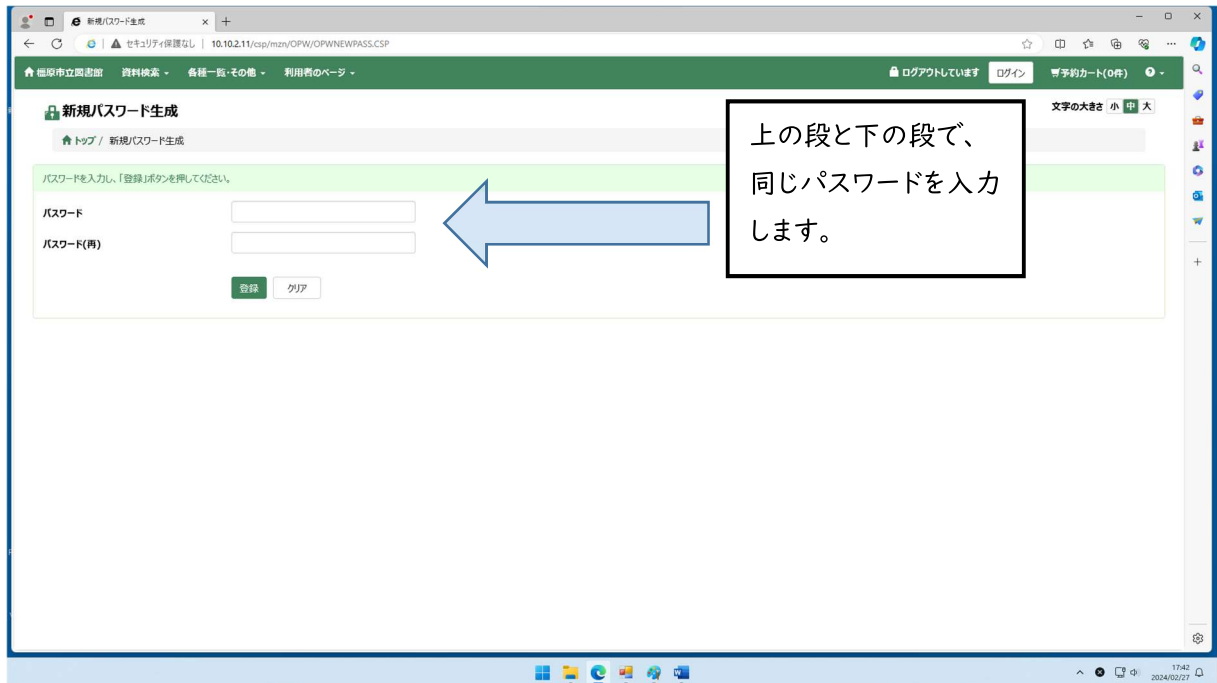 新規パスワード生成
セキュリティ保護なし | 10.10.2.11/csp/mzn/OPW/OPWNEWPASS.CSP
橿原市立図書館 資料検索 各種一覧・その他 利用者のページ ログアウトしています ログイン 予約カート(0件)
新規パスワード生成
文字の大きさ 小 中 大
トップ / 新規パスワード生成
パスワードを入力し、「登録」ボタンを押してください。
パスワード
パスワード(再)
登録 クリア
上の段と下の段で、
同じパスワードを入力
します。
17:42
2024/02/27